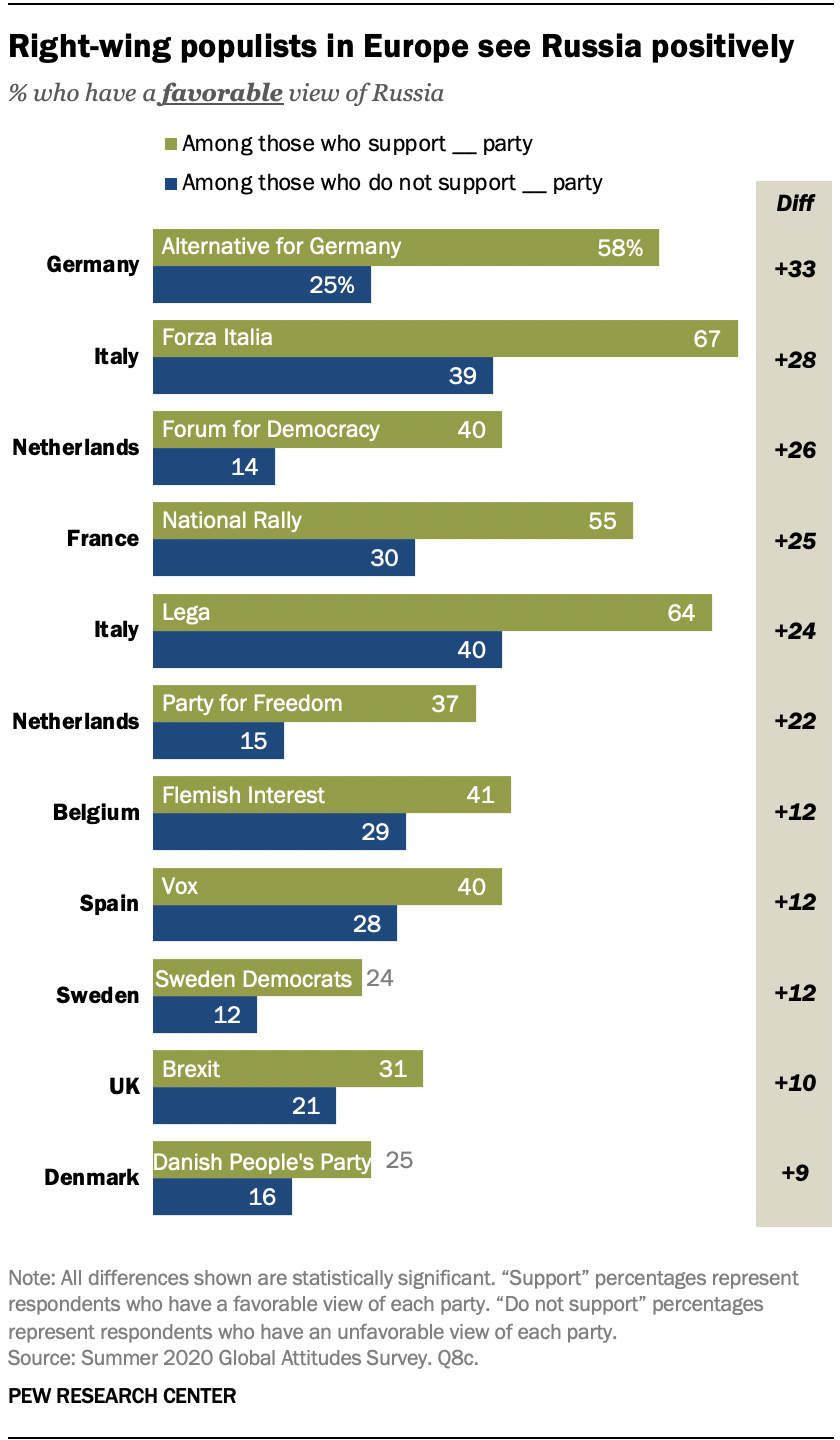 Right-wing populists in Europe see Russia positively
% who have a favorable view of Russia
Among those who support __ party
Among those who do not support __ party
Diff
Germany
Alternative for Germany 58%
25%
+33
Italy
Forza Italia 67
39
+28
Netherlands
Forum for Democracy 40
14
+26
France
National Rally 55
30
+25
Italy
Lega 64
40
+24
Netherlands
Party for Freedom 37
15
+22
Belgium
Flemish Interest 41
29
+12
Spain
Vox 40
28
+12
Sweden
Sweden Democrats 24
12
+12
UK
Brexit 31
21
+10
Denmark
Danish People's Party 25
16
+9
Note: All differences shown are statistically significant. “Support” percentages represent
respondents who have a favorable view of each party. “Do not support” percentages
represent respondents who have an unfavorable view of each party.
Source: Summer 2020 Global Attitudes Survey. Q8c.
PEW RESEARCH CENTER